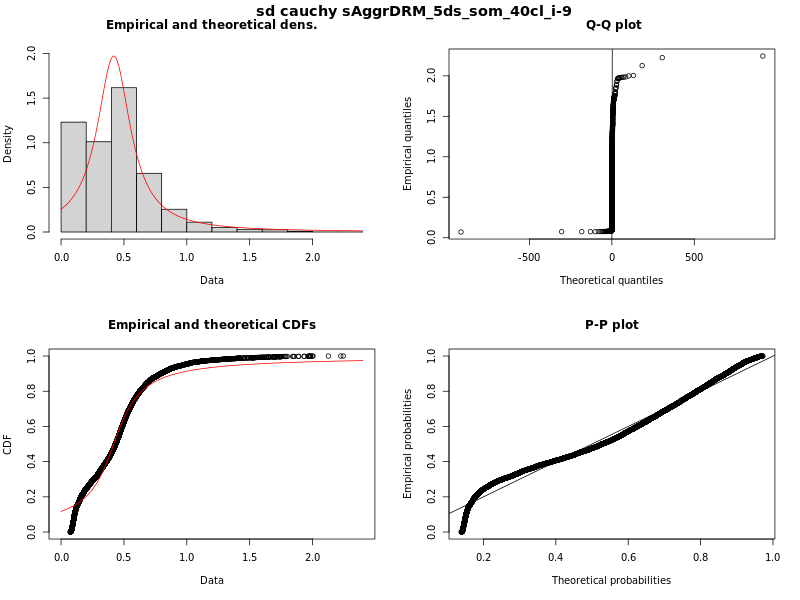 sd cauchy sAggrDRM_5ds_som_40cl_i-9
Empirical and theoretical dens.
Density
0.0 0.5 1.0 1.5 2.0
0.0 0.5 1.0 1.5 2.0
Data
Q-Q plot
Empirical quantiles
0.0 0.5 1.0 1.5 2.0
-500 0 500
Theoretical quantiles
Empirical and theoretical CDFs
CDF
0.0 0.2 0.4 0.6 0.8 1.0
0.0 0.5 1.0 1.5 2.0
Data
P-P plot
Empirical probabilities
0.0 0.2 0.4 0.6 0.8 1.0
0.2 0.4 0.6 0.8 1.0
Theoretical probabilities